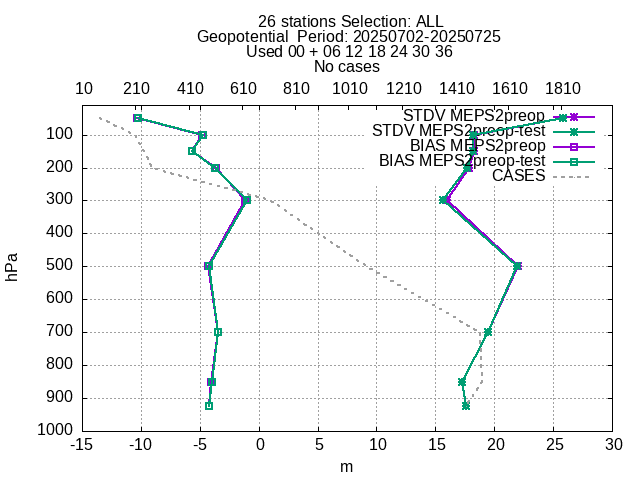 26 stations Selection: ALL
Geopotential Period: 20250702-20250725
Used 00 + 06 12 18 24 30 36
No cases
10 210 410 610 810 1010 1210 1410 1610 1810
STDV MEPS2preop
STDV MEPS2preop-test
BIAS MEPS2preop
BIAS MEPS2preop-test
CASES
100
200
300
400
500
600
700
800
900
1000
hPa
-15 -10 -5 0 5 10 15 20 25 30
m